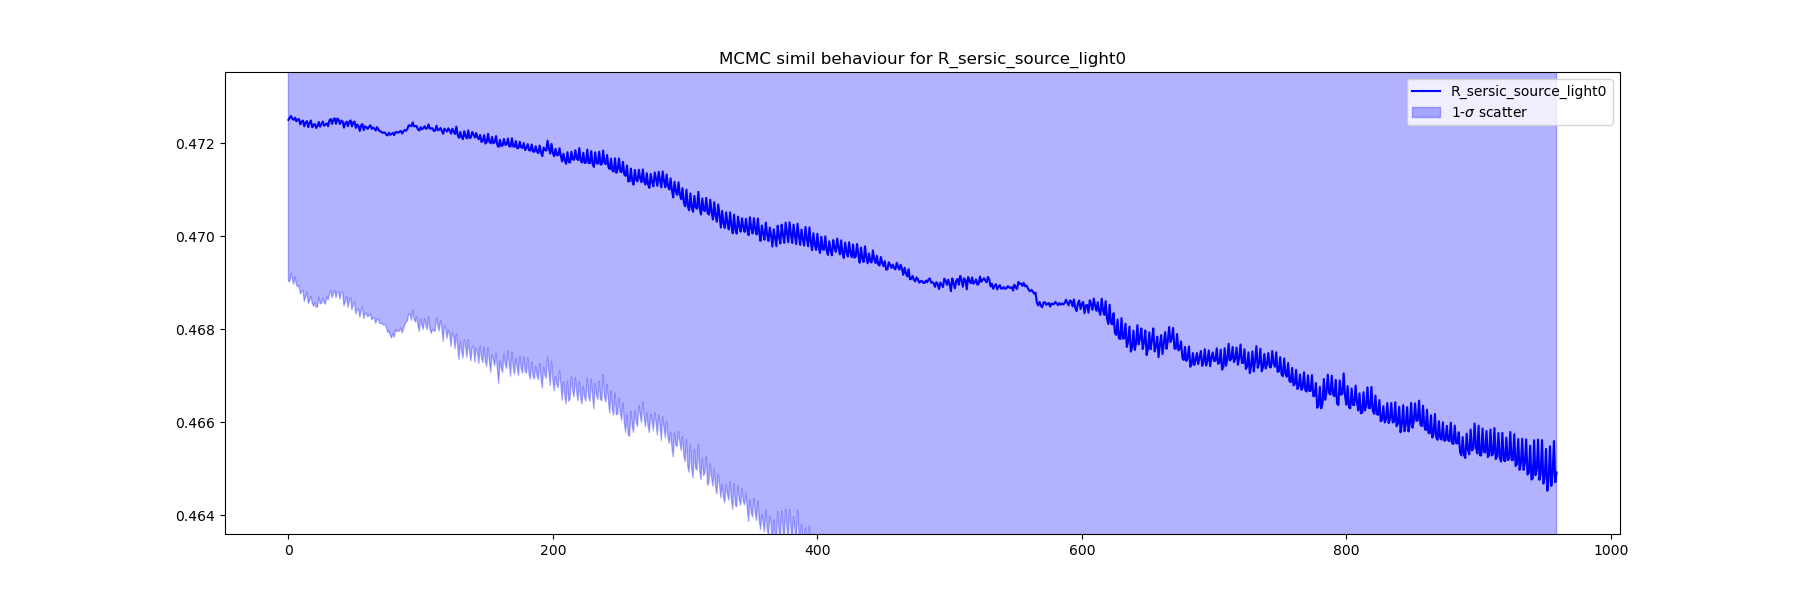 MCMC simil behaviour for R_sersic_source_light0
R_sersic_source_light0
1-σ scatter
0.472
0.470
0.468
0.466
0.464
0 200 400 600 800 1000